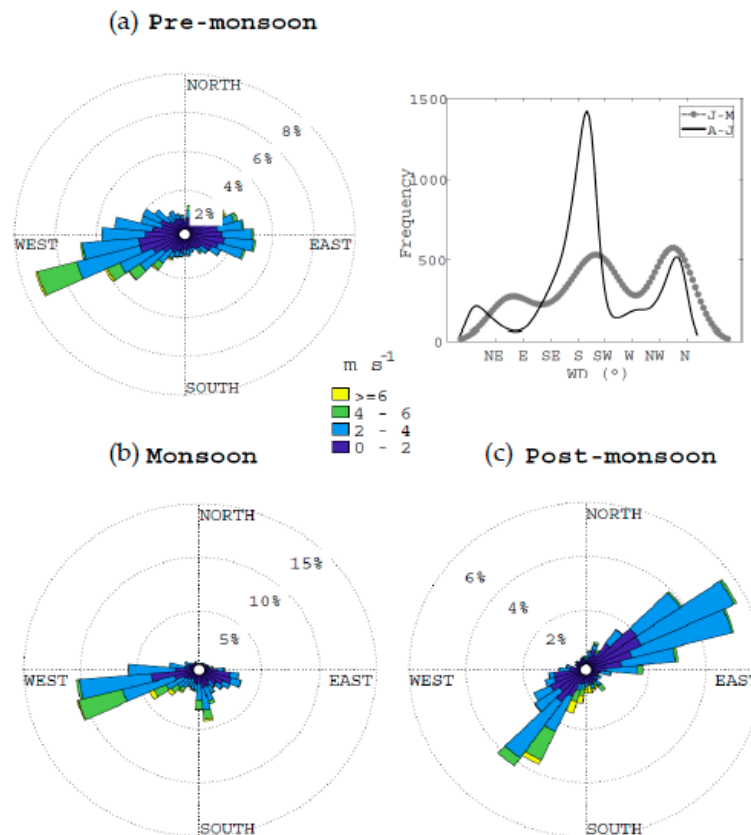 (a) Pre-monsoon
NORTH
8%
6%
4%
2%
WEST
EAST
SOUTH
1500
1000
500
0
Frequency
J-M
A-J
NE E SE S SW W NW N
WD (º)
m s-1
>=6
4 - 6
2 - 4
0 - 2
(b) Monsoon
NORTH
15%
10%
5%
WEST
EAST
SOUTH
(c) Post-monsoon
NORTH
6%
4%
2%
WEST
EAST
SOUTH